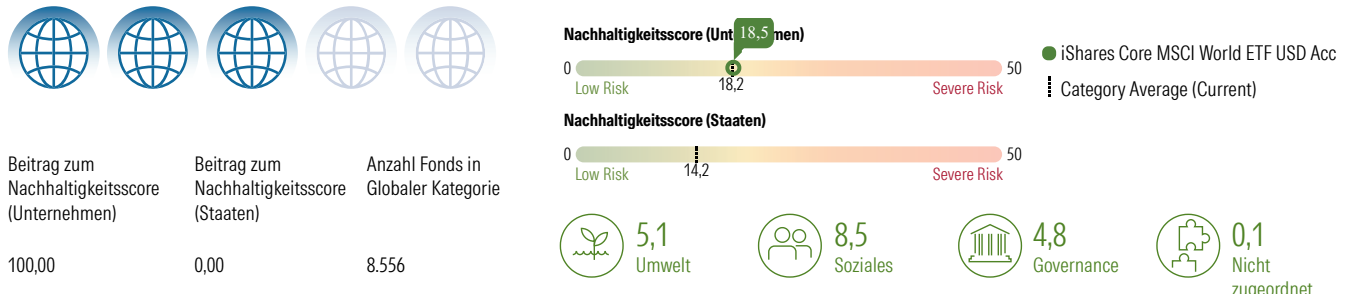 Beitrag zum
Nachhaltigkeitsscore
(Unternehmen)
100,00
Beitrag zum
Nachhaltigkeitsscore
(Staaten)
0,00
Anzahl Fonds in
Globaler Kategorie
8.556
Nachhaltigkeitsscore (Unt men)
18,5
0
50
Low Risk
18,2
Severe Risk
Nachhaltigkeitsscore (Staaten)
0
50
Low Risk
14,2
Severe Risk
iShares Core MSCI World ETF USD Acc
Category Average (Current)
5,1
Umwelt
8,5
Soziales
4,8
Governance
0,1
Nicht
zugeordnet